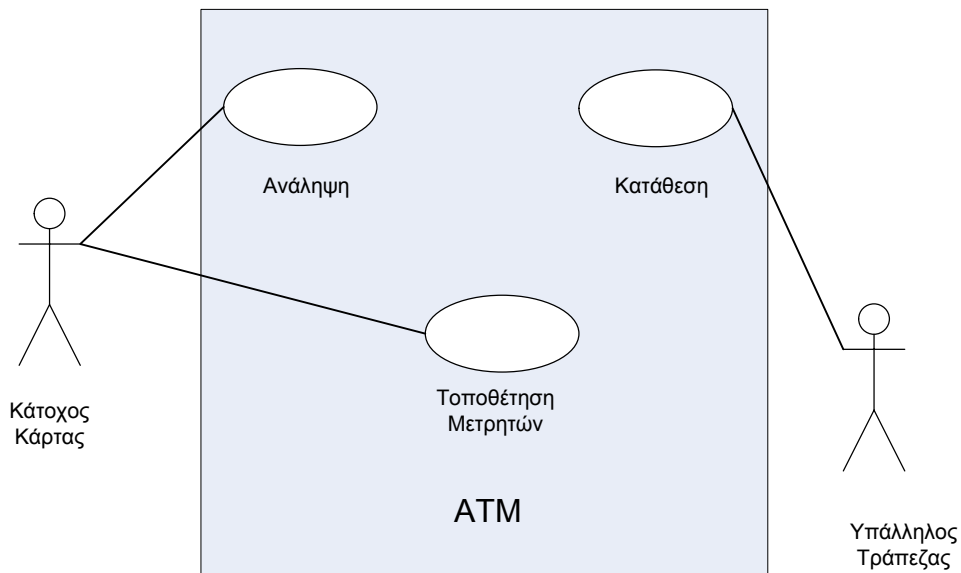 Ανάληψη
Κατάθεση
Κάτοχος
Κάρτας
Τοποθέτηση
Μετρητών
ATM
Υπάλληλος
Τράπεζας